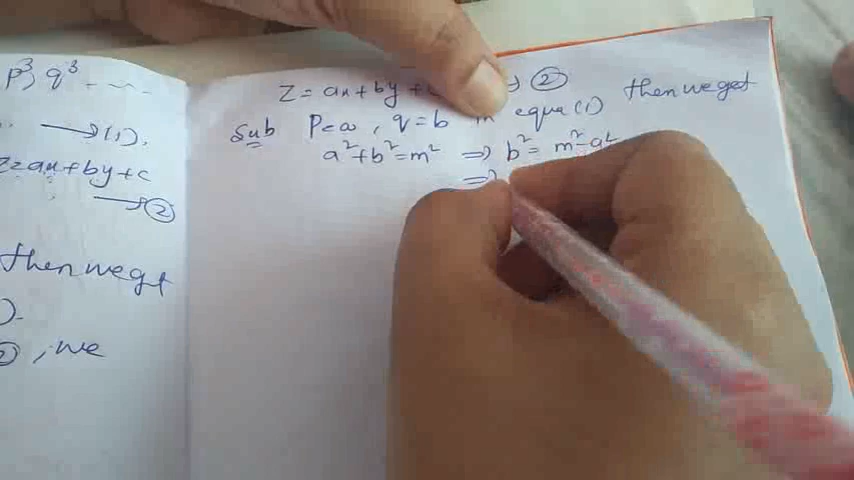 p³, q³ - ~~
⟶ (1),
z = ax + by + c
⟶ ②
then we get
).
②, we
z = ax + by + ②
Sub P = a, q = b in equa (1) then we get
a² + b² = m² ⇒ b² = m² - a²
⇒